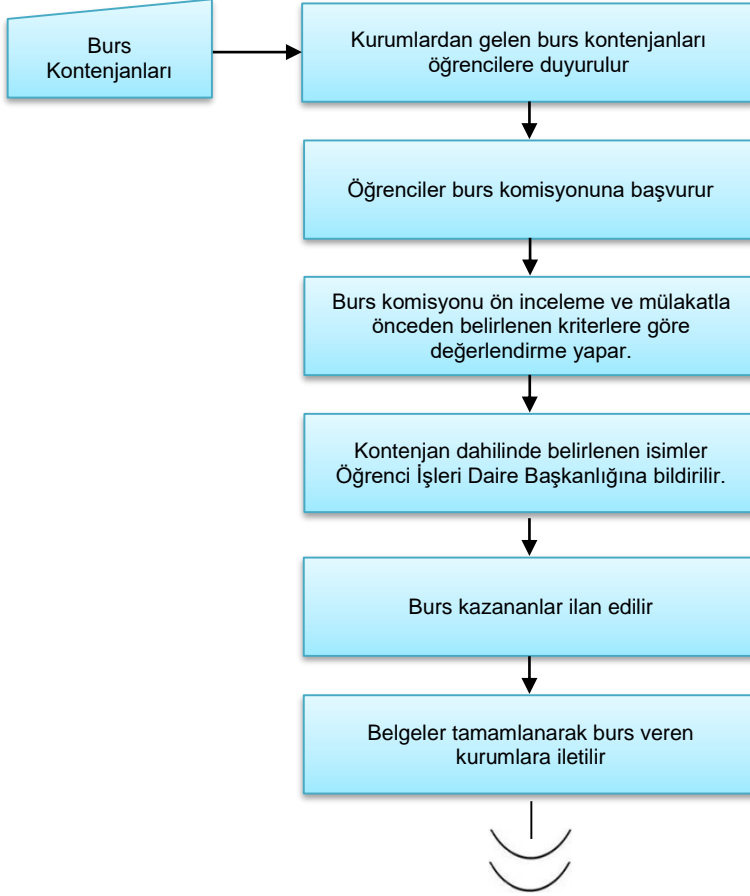 Burs
Kontenjanları
Kurumlardan gelen burs kontenjanları
öğrencilere duyurulur
Öğrenciler burs komisyonuna başvurur
Burs komisyonu ön inceleme ve mülakatla
önceden belirlenen kriterlere göre
değerlendirme yapar.
Kontenjan dahilinde belirlenen isimler
Öğrenci İşleri Daire Başkanlığına bildirilir.
Burs kazananlar ilan edilir
Belgeler tamamlanarak burs veren
kurumlara iletilir